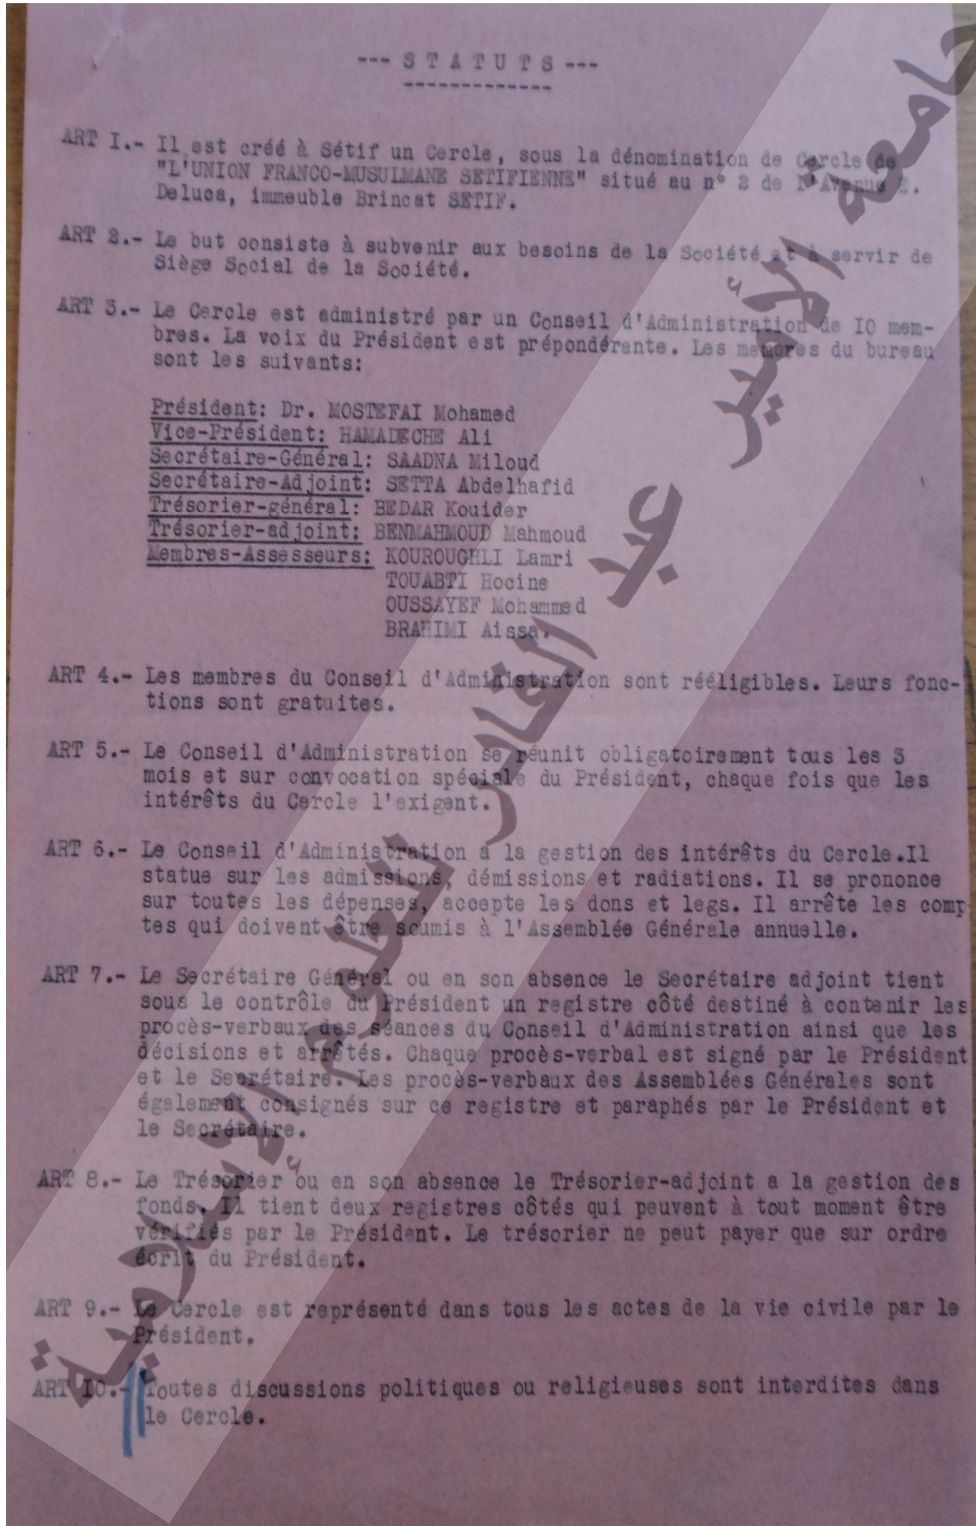 --- S T A T U T S ---
-------------
ART I.- Il est créé à Sétif un Cercle, sous la dénomination de Cercle de
"L'UNION FRANCO-MUSULMANE SETIFIENNE" situé au n° 2 de l'Avenue E.
Deluca, immeuble Brincat SETIF.
ART 2.- Le but consiste à subvenir aux besoins de la Société et à servir de
Siège Social de la Société.
ART 3.- Le Cercle est administré par un Conseil d'Administration de IO mem-
bres. La voix du Président est prépondérante. Les membres du bureau
sont les suivants:
Président: Dr. MOSTEFAI Mohamed
Vice-Président: HAMADECHE Ali
Secrétaire-Général: SAADNA Miloud
Secrétaire-Adjoint: SETTA Abdelhafid
Trésorier-général: BEDAR Kouider
Trésorier-adjoint: BENMAHMOUD Mahmoud
Membres-Assesseurs: KOUROUGHLI Lamri
TOUABTI Hocine
OUSSAYEF Mohammed
BRAHIMI Aissa.
ART 4.- Les membres du Conseil d'Administration sont rééligibles. Leurs fonc-
tions sont gratuites.
ART 5.- Le Conseil d'Administration se réunit obligatoirement tous les 3
mois et sur convocation spéciale du Président, chaque fois que les
intérêts du Cercle l'exigent.
ART 6.- Le Conseil d'Administration a la gestion des intérêts du Cercle.Il
status sur les admissions, démissions et radiations. Il se prononce
sur toutes les dépenses, accepte les dons et legs. Il arrête les comp
tes qui doivent être soumis à l'Assemblée Générale annuelle.
ART 7.- Le Secrétaire Général ou en son absence le Secrétaire adjoint tient
sous le contrôle du Président un registre côté destiné à contenir les
procès-verbaux des séances du Conseil d'Administration ainsi que les
décisions et arrêtés. Chaque procès-verbal est signé par le Président
et le Secrétaire. Les procès-verbaux des Assemblées Générales sont
également consignés sur ce registre et paraphés par le Président et
le Secrétaire.
ART 8.- Le Trésorier ou en son absence le Trésorier-adjoint a la gestion des
fonds. Il tient deux registres côtés qui peuvent à tout moment être
vérifiés par le Président. Le trésorier ne peut payer que sur ordre
écrit du Président.
ART 9.- Le Cercle est représenté dans tous les actes de la vie civile par le
Président.
ART IO.- Toutes discussions politiques ou religieuses sont interdites dans
le Cercle.
جامعة الأمير عبد القادر للعلوم الإسلامية